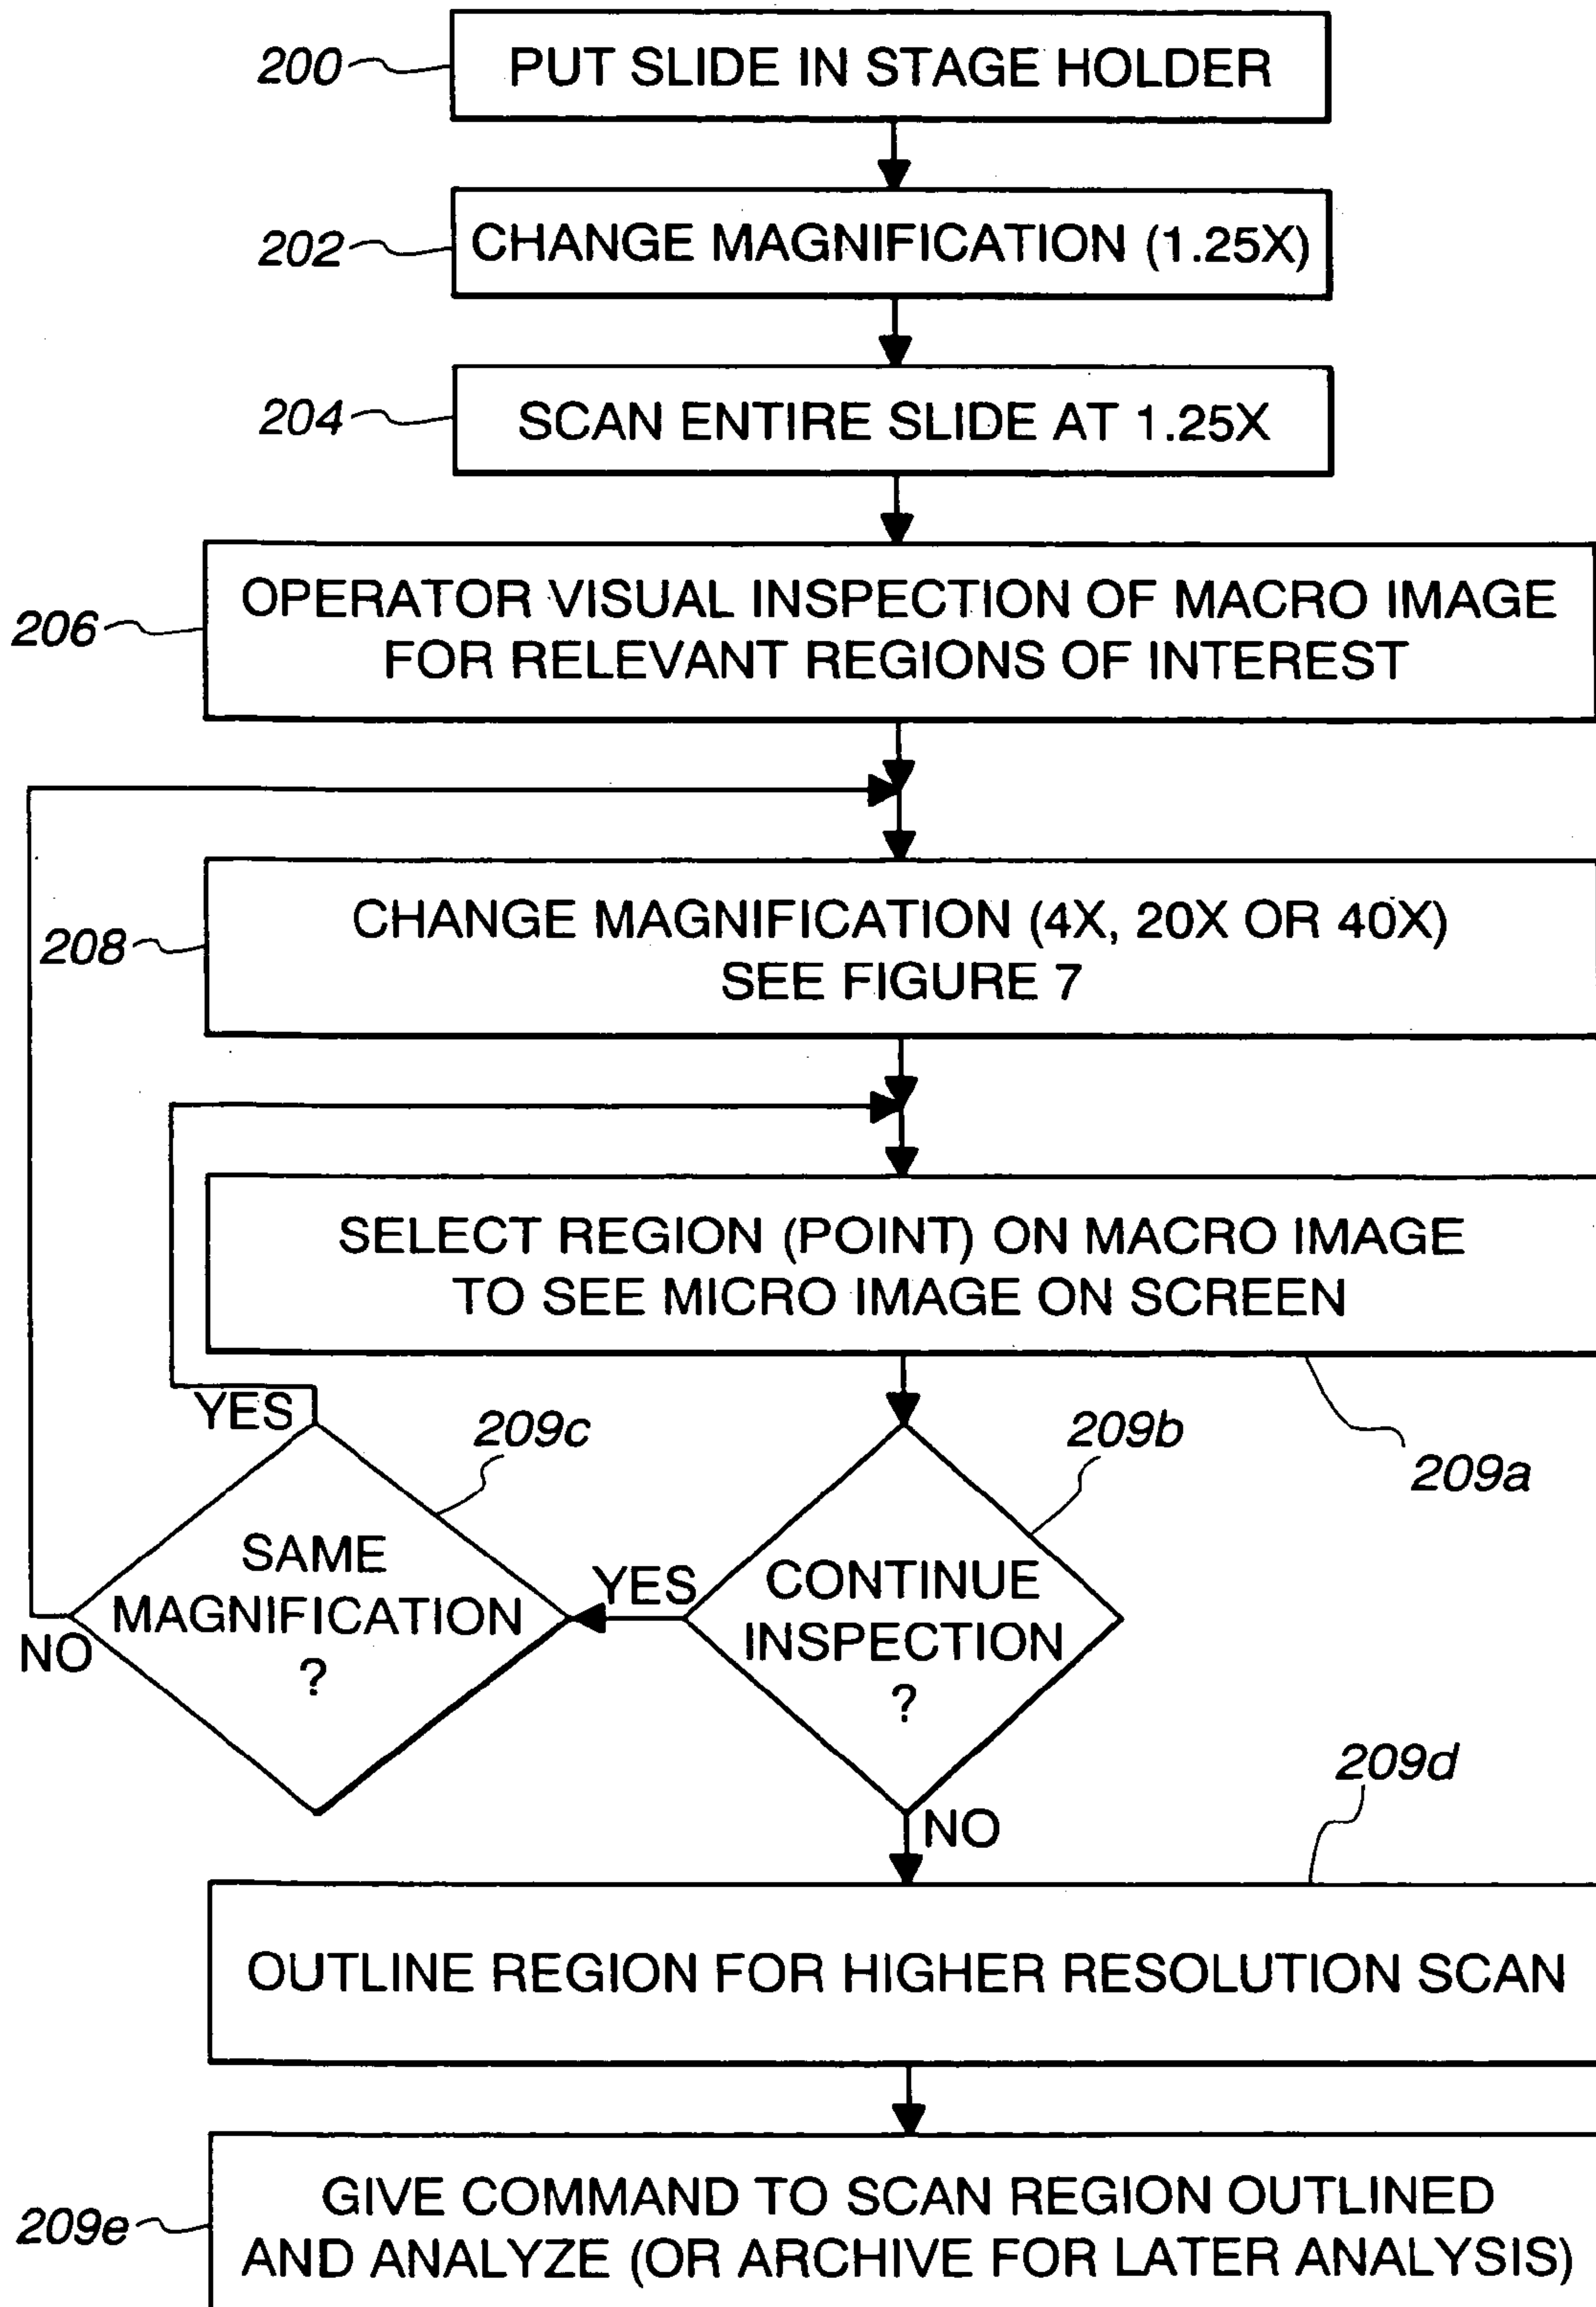 200
PUT SLIDE IN STAGE HOLDER
202
CHANGE MAGNIFICATION (1.25X)
204
SCAN ENTIRE SLIDE AT 1.25X
206
OPERATOR VISUAL INSPECTION OF MACRO IMAGE
FOR RELEVANT REGIONS OF INTEREST
208
CHANGE MAGNIFICATION (4X, 20X OR 40X)
SEE FIGURE 7
SELECT REGION (POINT) ON MACRO IMAGE
TO SEE MICRO IMAGE ON SCREEN
209a
YES
209c
209b
SAME
MAGNIFICATION
?
NO
YES
CONTINUE
INSPECTION
?
NO
209d
OUTLINE REGION FOR HIGHER RESOLUTION SCAN
209e
GIVE COMMAND TO SCAN REGION OUTLINED
AND ANALYZE (OR ARCHIVE FOR LATER ANALYSIS)